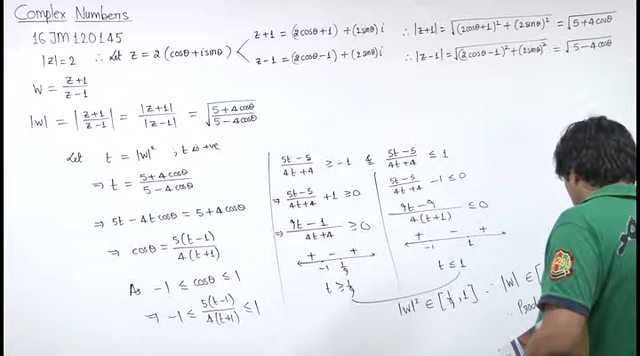 Complex Numbers
16 JM120145
|z|=2 ∴ Let z = 2 (cosθ+isinθ)
z+1 = (2cosθ+1) + (2sinθ)i ∴ |z+1| = √((2cosθ+1)² + (2sinθ)²) = √(5+4cosθ)
z-1 = (2cosθ-1) + (2sinθ)i ∴ |z-1| = √((2cosθ-1)² + (2sinθ)²) = √(5-4cosθ)
W = (z+1)/(z-1)
|W| = |(z+1)/(z-1)| = |z+1|/|z-1| = √((5+4cosθ)/(5-4cosθ))
Let t = |W|² ; t is +ve
⇒ t = (5+4cosθ)/(5-4cosθ)
⇒ 5t - 4t cosθ = 5+4cosθ
⇒ cosθ = 5(t-1)/4(t+1)
As -1 ≤ cosθ ≤ 1
⇒ -1 ≤ 5(t-1)/4(t+1) ≤ 1
(5t-5)/(4t+4) ≥ -1 & (5t-5)/(4t+4) ≤ 1
⇒ (5t-5)/(4t+4) + 1 ≥ 0
⇒ (9t-1)/(4t+4) ≥ 0
+ - +
-1 1/9
t ≥ 1/9
(5t-5)/(4t+4) - 1 ≤ 0
(9t-9)/4(t+1) ≤ 0
+ - +
-1 1
t ≤ 1
|W|² ∈ [1/9, 1] ∴ |W| ∈ [
∴